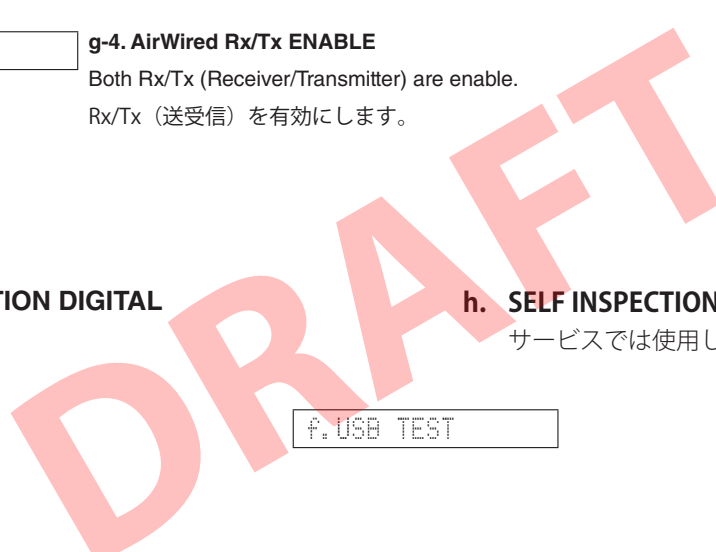 g-4. AirWired Rx/Tx ENABLE
Both Rx/Tx (Receiver/Transmitter) are enable.
Rx/Tx（送受信）を有効にします。
TION DIGITAL
h. SELF INSPECTION
サービスでは使用し
f.USB TEST
DRAFT